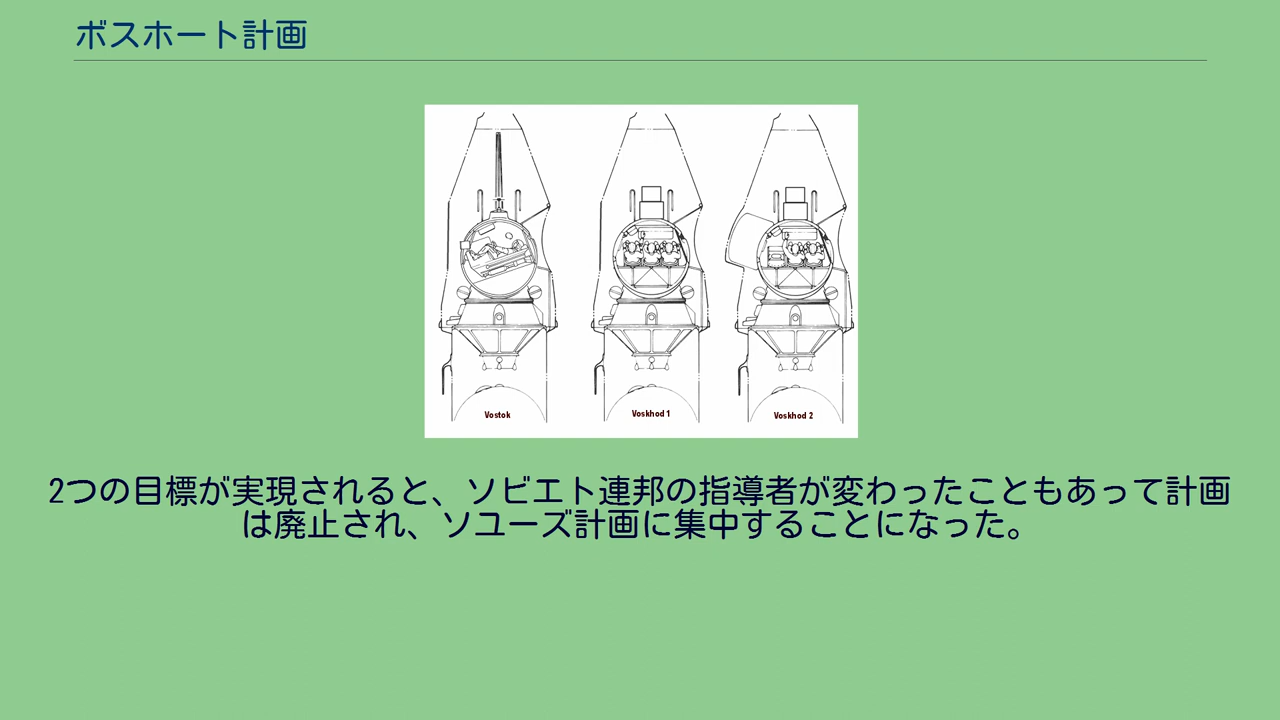 ボスホート計画
Vostok
Voskhod 1
Voskhod 2
2つの目標が実現されると、ソビエト連邦の指導者が変わったこともあって計画
は廃止され、ソユーズ計画に集中することになった。